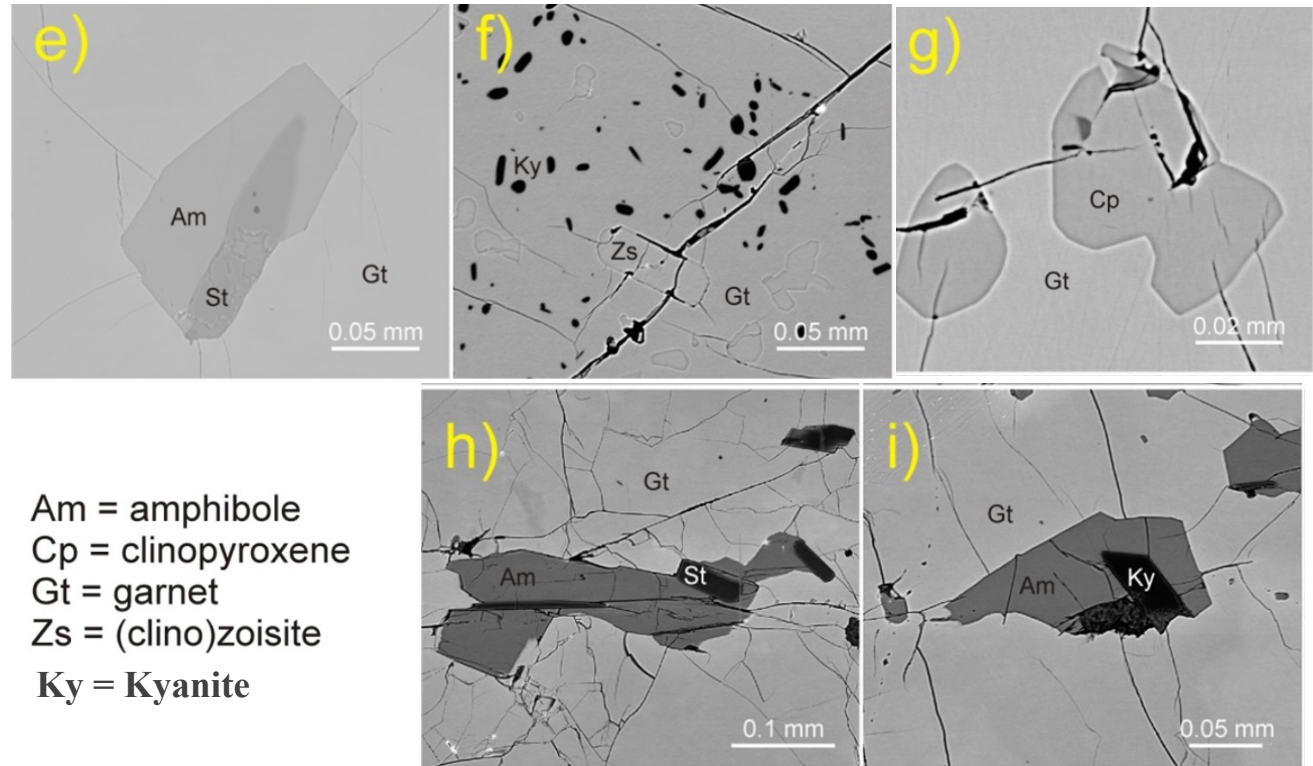 e)
Am
St
Gt
0.05 mm
f)
Ky
Zs
Gt
0.05 mm
g)
Cp
Gt
0.02 mm
Am = amphibole
Cp = clinopyroxene
Gt = garnet
Zs = (clino)zoisite
Ky = Kyanite
h)
Gt
Am
St
0.1 mm
i)
Gt
Am
Ky
0.05 mm